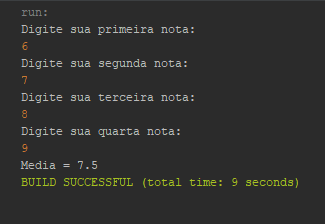 run:
Digite sua primeira nota:
6
Digite sua segunda nota:
7
Digite sua terceira nota:
8
Digite sua quarta nota:
9
Media = 7.5
BUILD SUCCESSFUL (total time: 9 seconds)